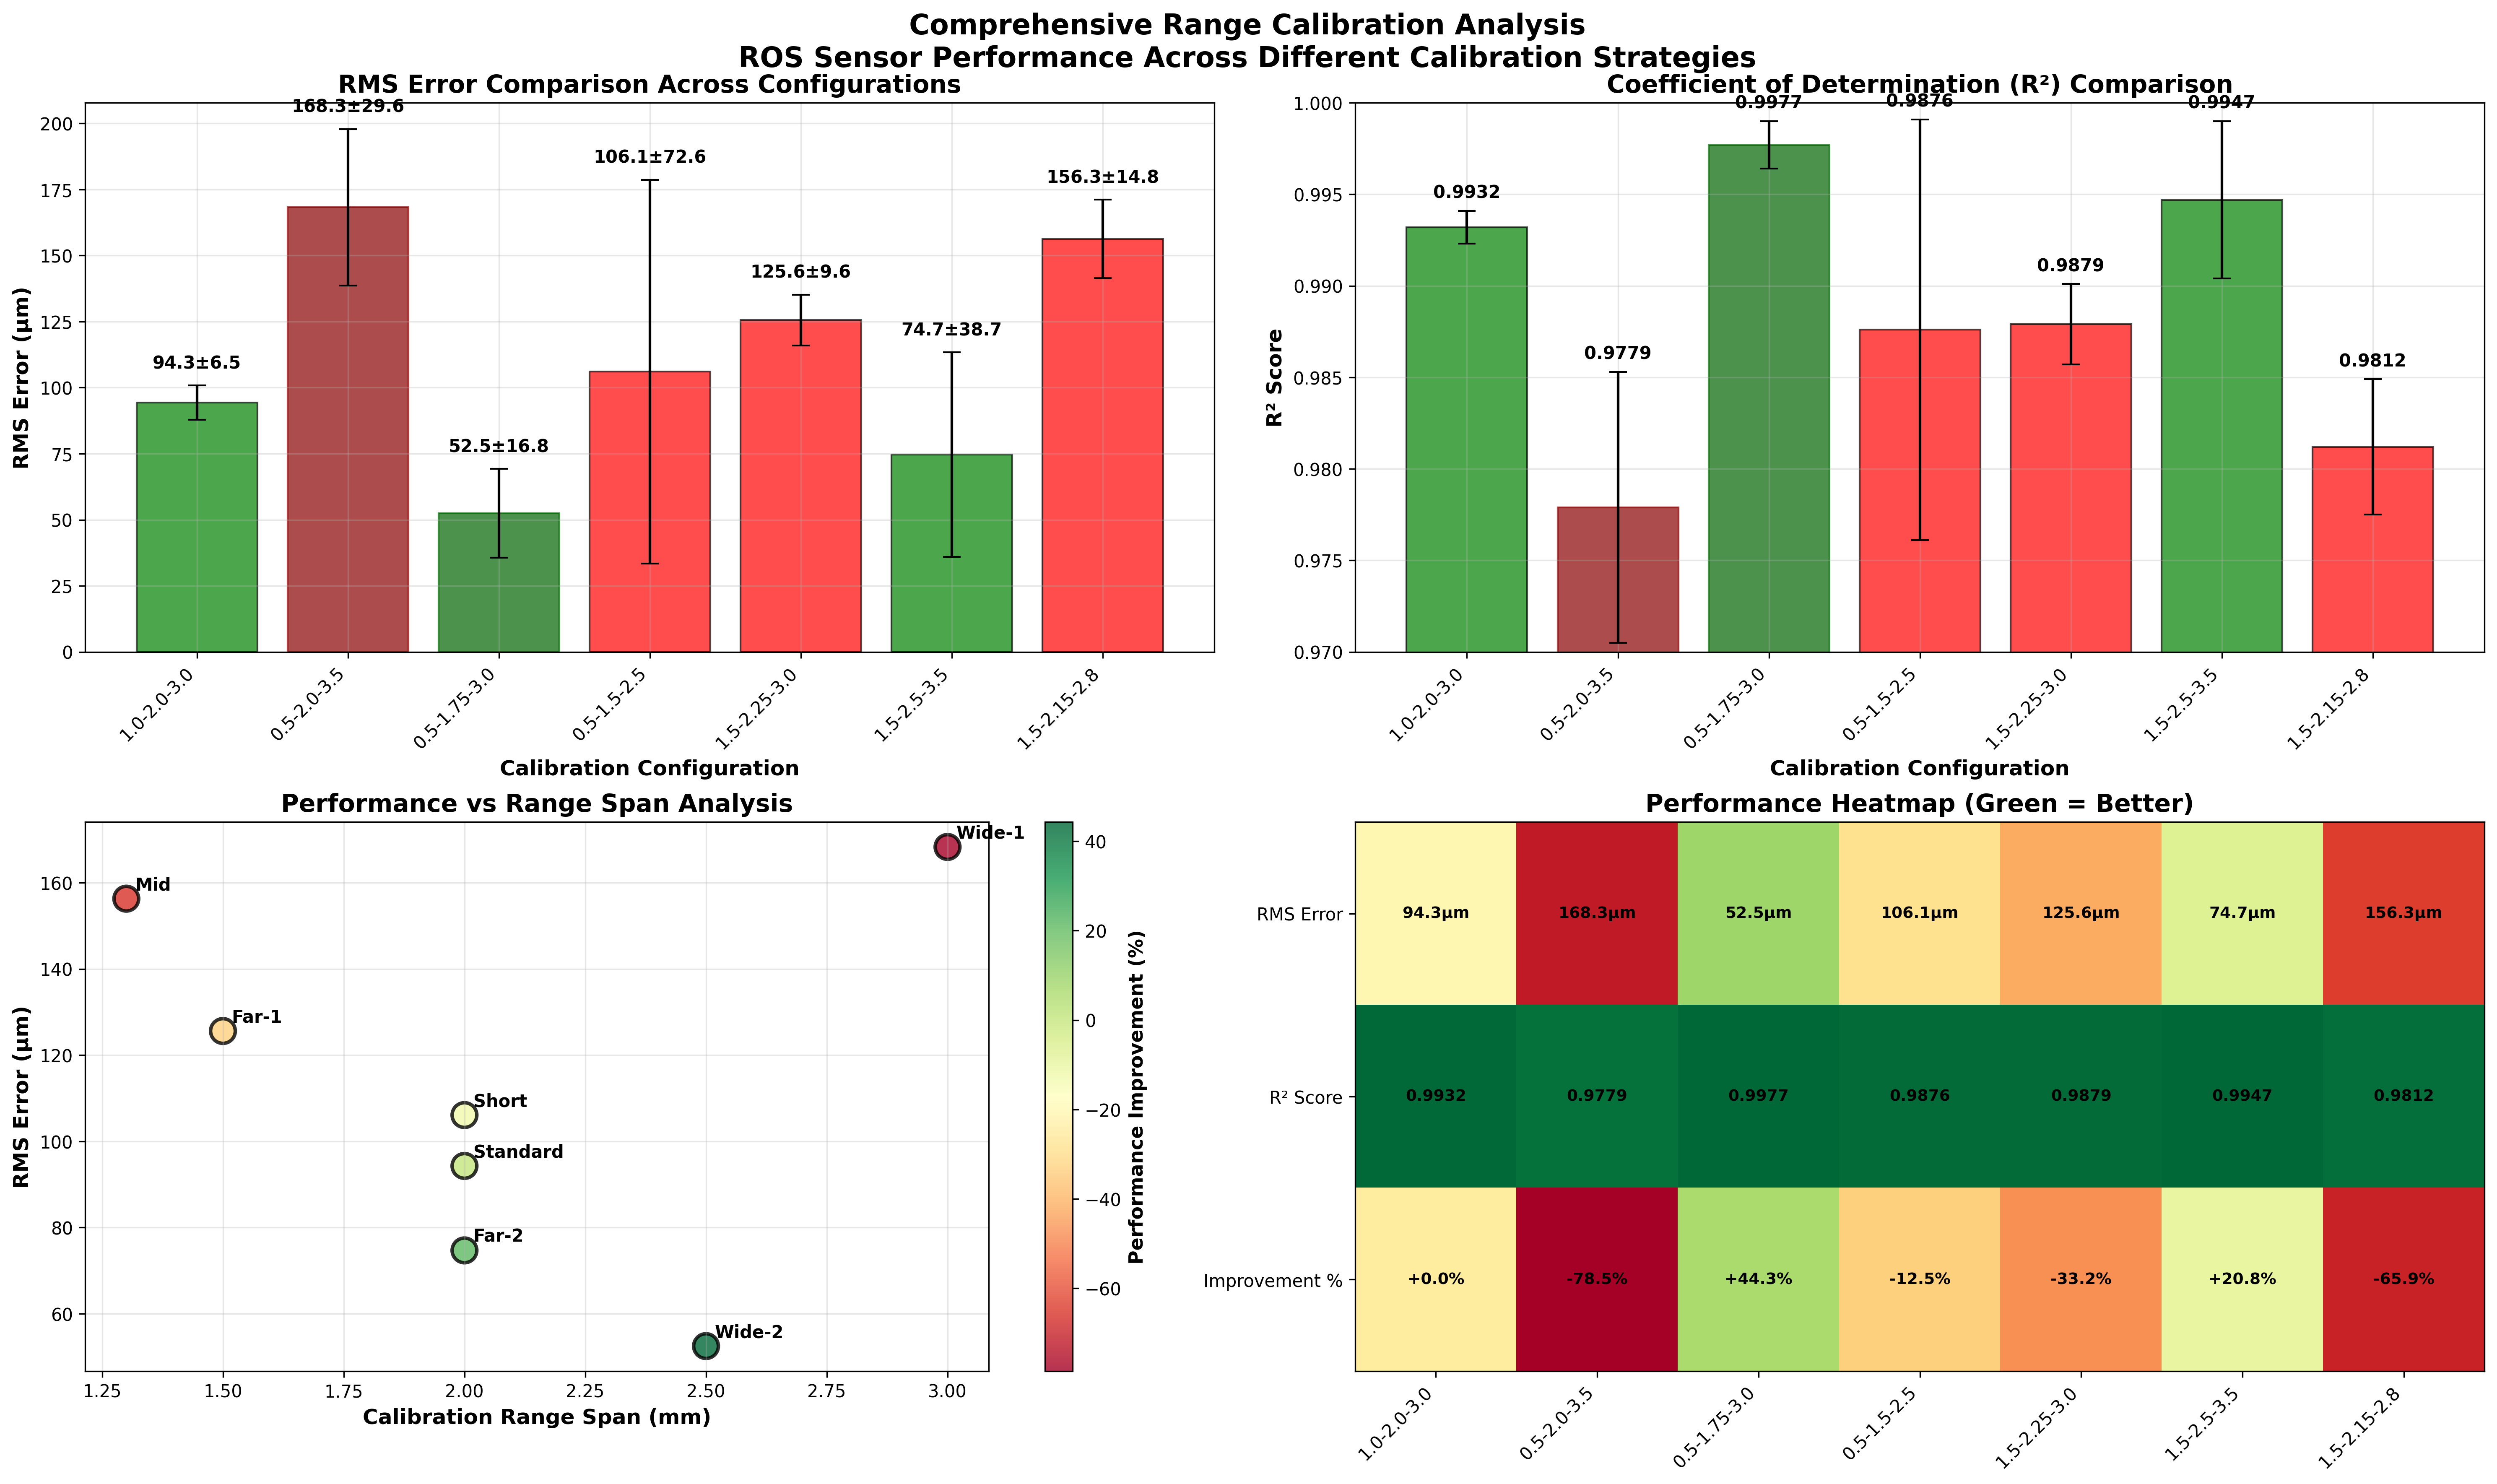 Comprehensive Range Calibration Analysis
ROS Sensor Performance Across Different Calibration Strategies
RMS Error Comparison Across Configurations
RMS Error (μm)
200
175
150
125
100
75
50
25
0
94.3±6.5
168.3±29.6
52.5±16.8
106.1±72.6
125.6±9.6
74.7±38.7
156.3±14.8
1.0-2.0-3.0
0.5-2.0-3.5
0.5-1.75-3.0
0.5-1.5-2.5
1.5-2.25-3.0
1.5-2.5-3.5
1.5-2.15-2.8
Calibration Configuration
Coefficient of Determination (R²) Comparison
R² Score
1.000
0.995
0.990
0.985
0.980
0.975
0.970
0.9932
0.9779
0.9977
0.9876
0.9879
0.9947
0.9812
1.0-2.0-3.0
0.5-2.0-3.5
0.5-1.75-3.0
0.5-1.5-2.5
1.5-2.25-3.0
1.5-2.5-3.5
1.5-2.15-2.8
Calibration Configuration
Performance vs Range Span Analysis
RMS Error (μm)
160
140
120
100
80
60
Wide-1
Mid
Far-1
Short
Standard
Far-2
Wide-2
1.25 1.50 1.75 2.00 2.25 2.50 2.75 3.00
Calibration Range Span (mm)
40
20
0
−20
−40
−60
Performance Improvement (%)
Performance Heatmap (Green = Better)
RMS Error 94.3μm 168.3μm 52.5μm 106.1μm 125.6μm 74.7μm 156.3μm
R² Score 0.9932 0.9779 0.9977 0.9876 0.9879 0.9947 0.9812
Improvement % +0.0% -78.5% +44.3% -12.5% -33.2% +20.8% -65.9%
1.0-2.0-3.0
0.5-2.0-3.5
0.5-1.75-3.0
0.5-1.5-2.5
1.5-2.25-3.0
1.5-2.5-3.5
1.5-2.15-2.8